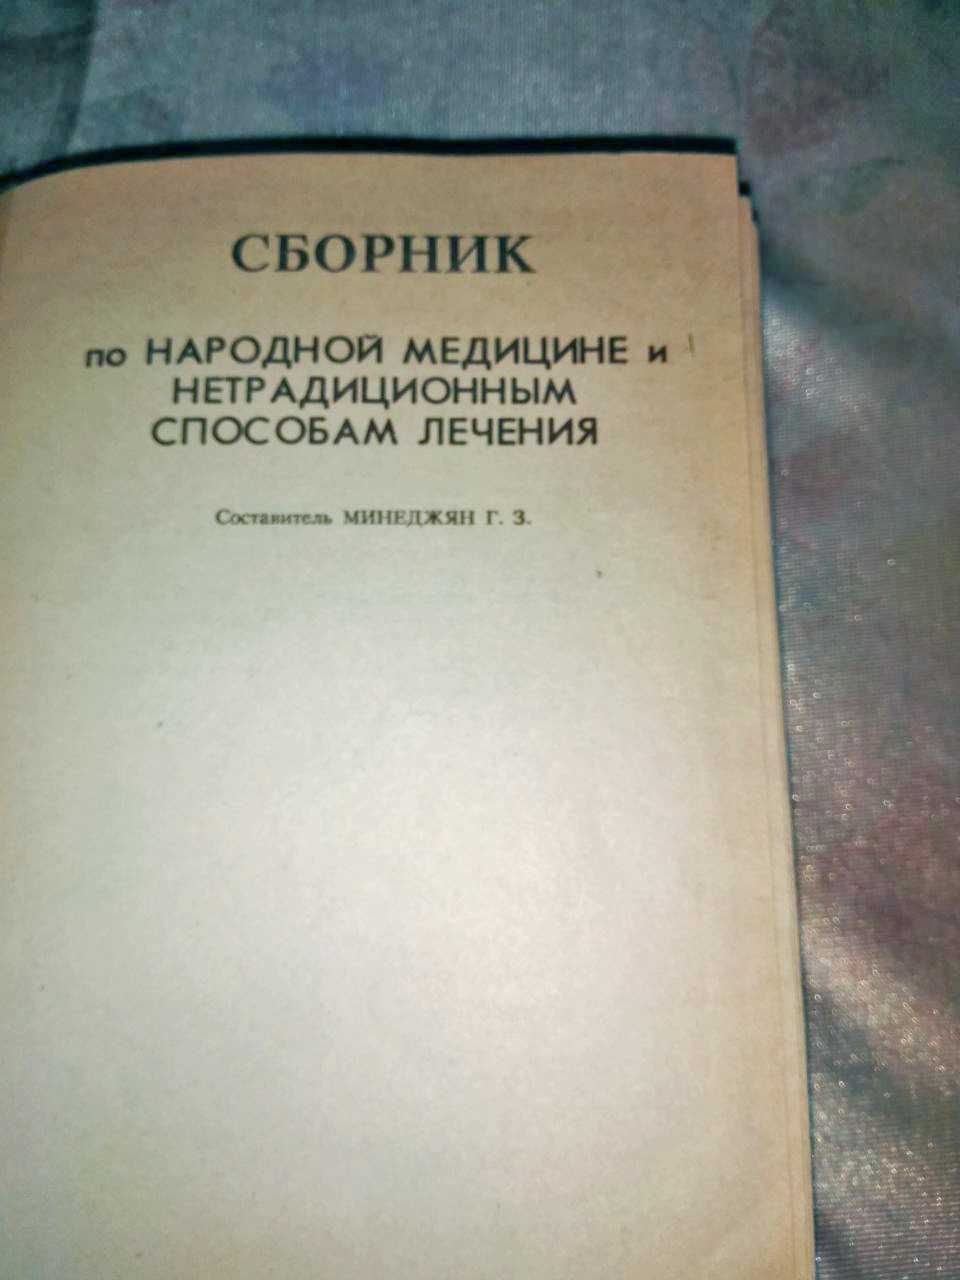 СБОРНИК
по НАРОДНОЙ МЕДИЦИНЕ и
НЕТРАДИЦИОННЫМ
СПОСОБАМ ЛЕЧЕНИЯ
Составитель МИНЕДЖЯН Г. З.